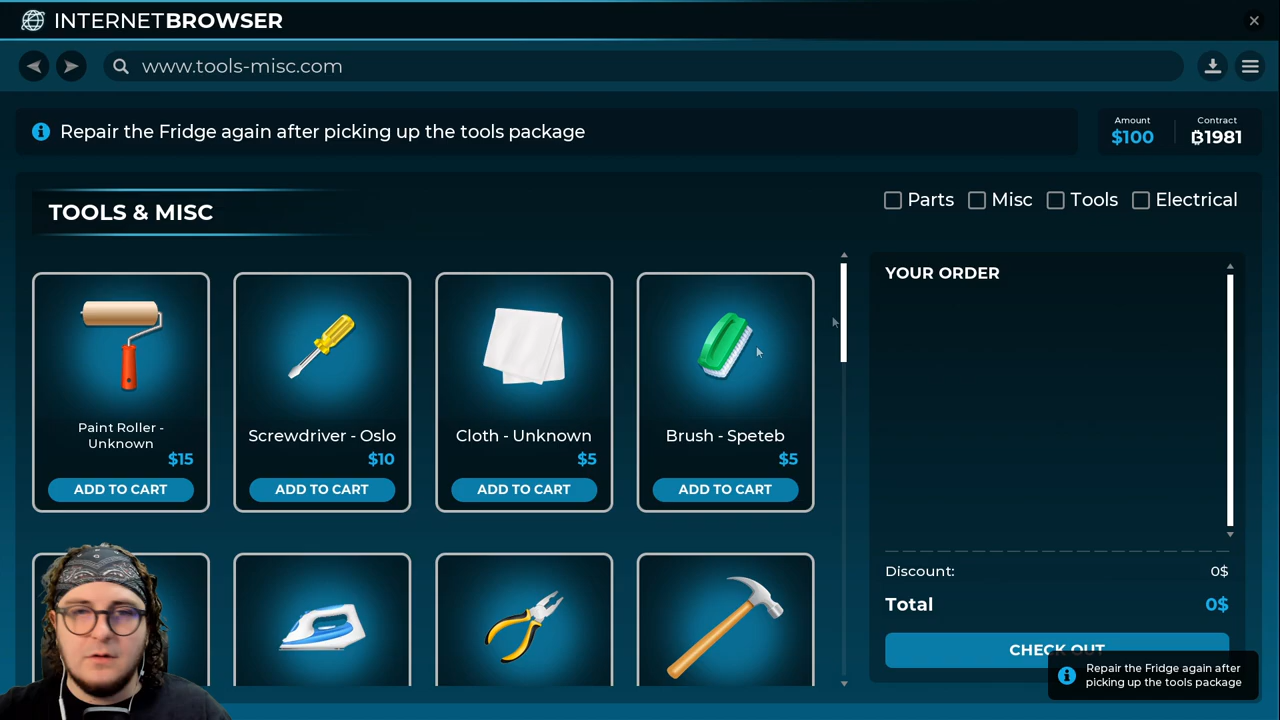 INTERNETBROWSER
www.tools-misc.com
Repair the Fridge again after picking up the tools package
Amount
$100
Contract
₿1981
TOOLS & MISC
Parts
Misc
Tools
Electrical
Paint Roller -
Unknown
$15
ADD TO CART
Screwdriver - Oslo
$10
ADD TO CART
Cloth - Unknown
$5
ADD TO CART
Brush - Speteb
$5
ADD TO CART
YOUR ORDER
Discount:
0$
Total
0$
CHECK OUT
Repair the Fridge again after
picking up the tools package